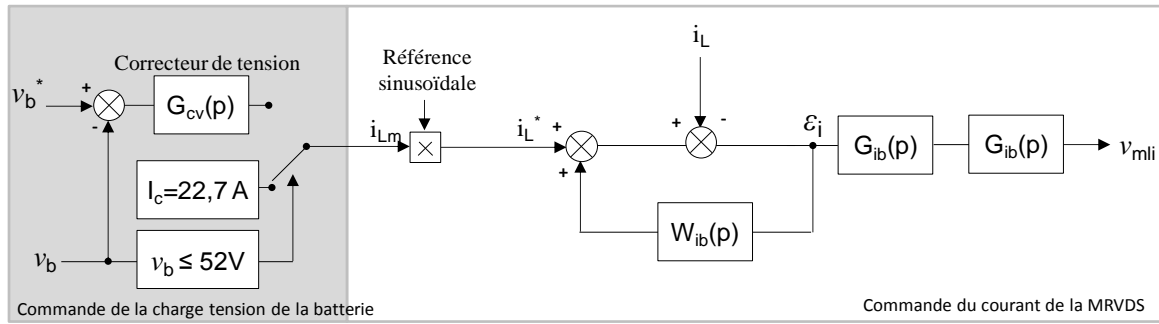 Correcteur de tension
v_b^*
+
-
G_cv(p)
I_c=22,7 A
v_b
v_b ≤ 52V
Commande de la charge tension de la batterie
i_Lm
Référence
sinusoïdale
×
i_L^*
+
+
i_L
+
-
ε_i
W_ib(p)
G_ib(p)
G_ib(p)
v_mli
Commande du courant de la MRVDS